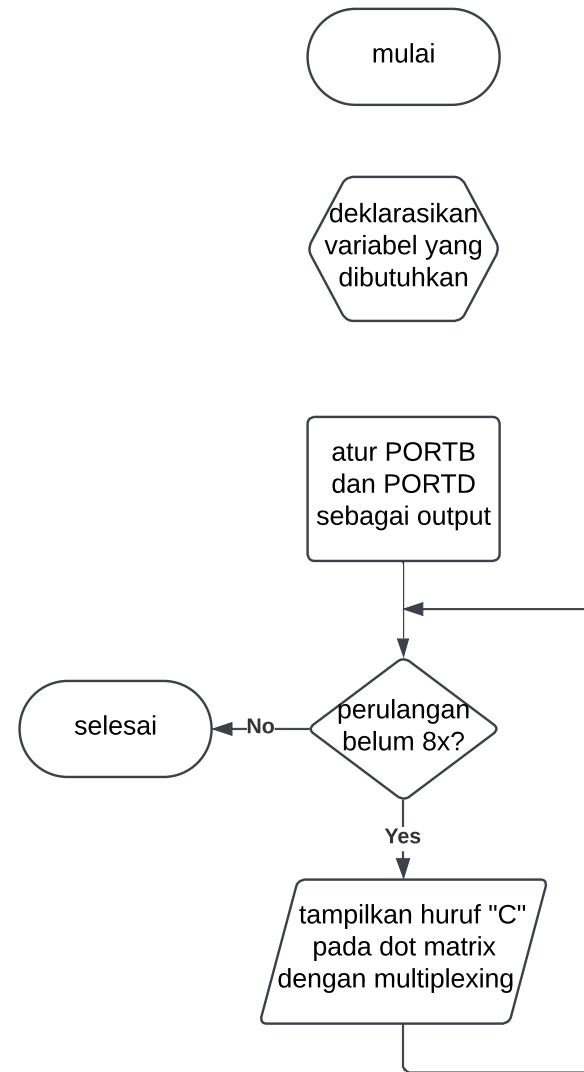 mulai
deklarasikan
variabel yang
dibutuhkan
atur PORTB
dan PORTD
sebagai output
perulangan
belum 8x?
No
selesai
Yes
tampilkan huruf "C"
pada dot matrix
dengan multiplexing